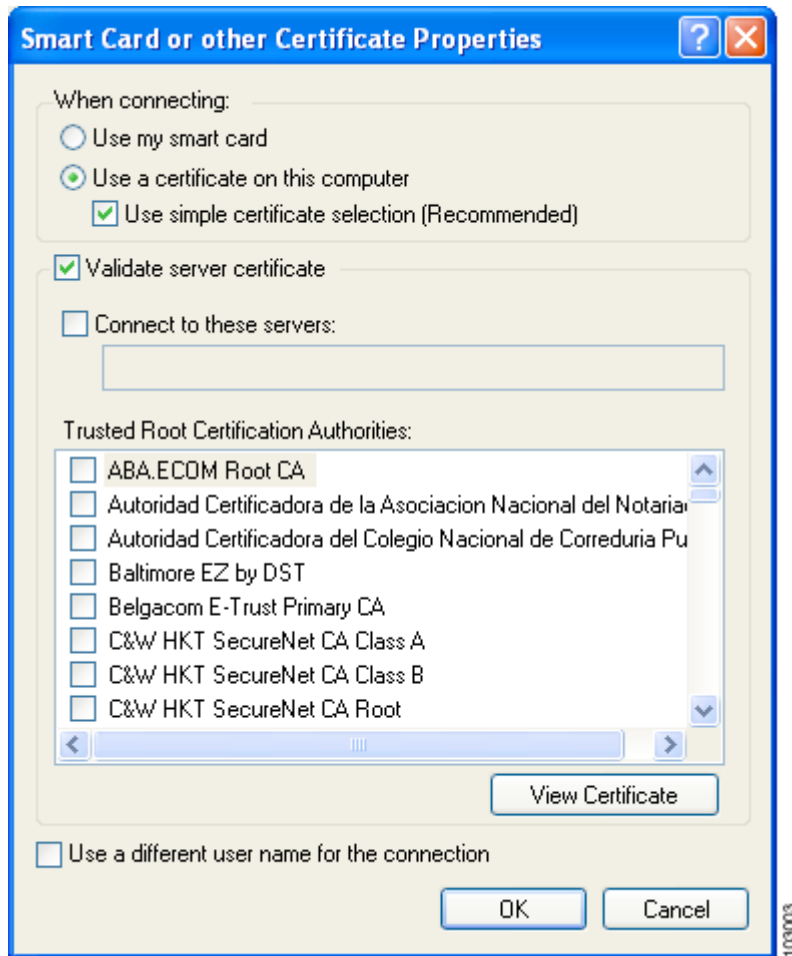 Smart Card or other Certificate Properties
When connecting:
Use my smart card
Use a certificate on this computer
Use simple certificate selection (Recommended)
Validate server certificate
Connect to these servers:
Trusted Root Certification Authorities:
ABA.ECOM Root CA
Autoridad Certificadora de la Asociacion Nacional del Notaria
Autoridad Certificadora del Colegio Nacional de Correduria Pu
Baltimore EZ by DST
Belgacom E-Trust Primary CA
C&W HKT SecureNet CA Class A
C&W HKT SecureNet CA Class B
C&W HKT SecureNet CA Root
View Certificate
Use a different user name for the connection
OK Cancel
103003